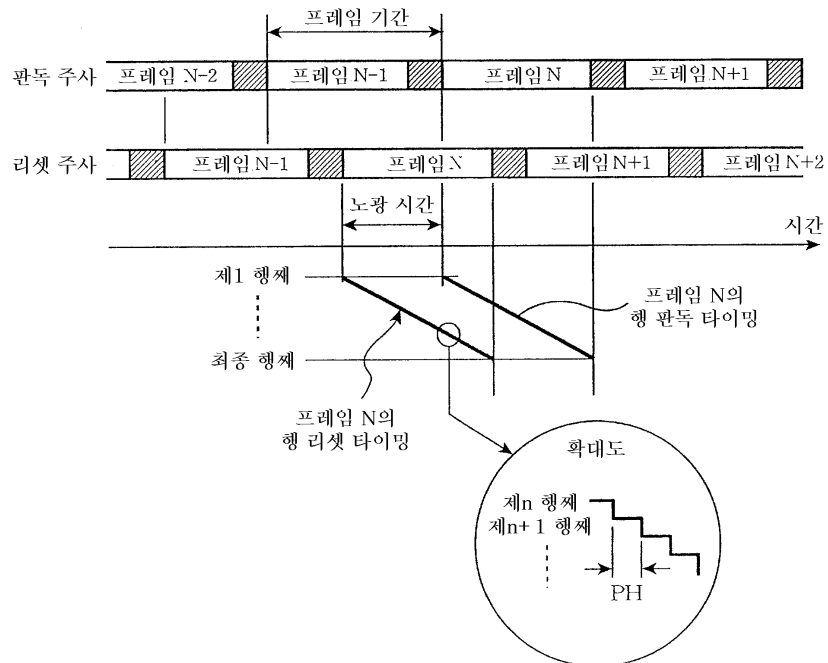 프레임 기간
판독 주사 프레임 N-2 프레임 N-1 프레임 N 프레임 N+1
리셋 주사 프레임 N-1 프레임 N 프레임 N+1 프레임 N+2
노광 시간
시간
제1 행째
프레임 N의
행 판독 타이밍
최종 행째
프레임 N의
행 리셋 타이밍
확대도
제n 행째
제n+1 행째
PH